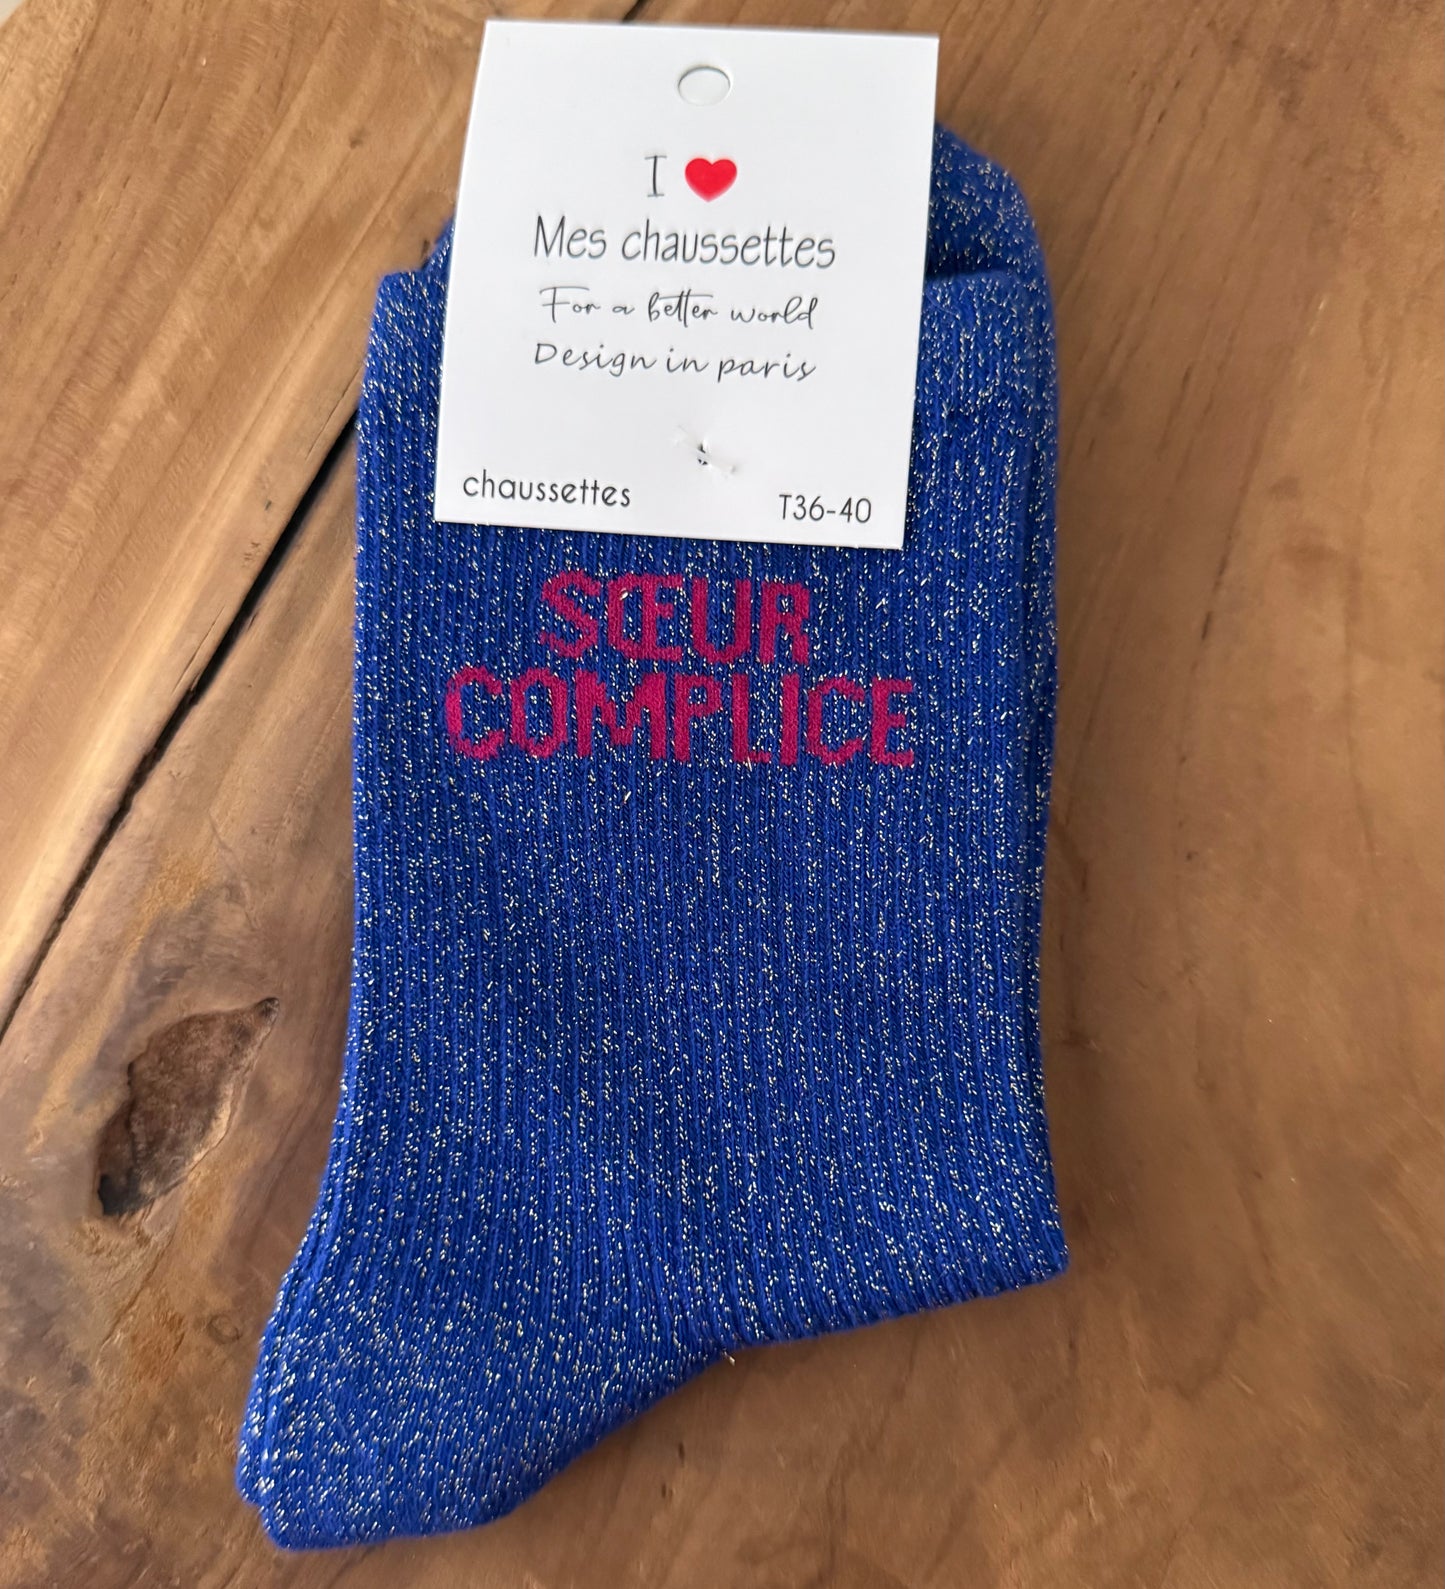 I ❤
Mes chaussettes
For a better world
Design in paris
chaussettes
T36-40
SŒUR
COMPLICE